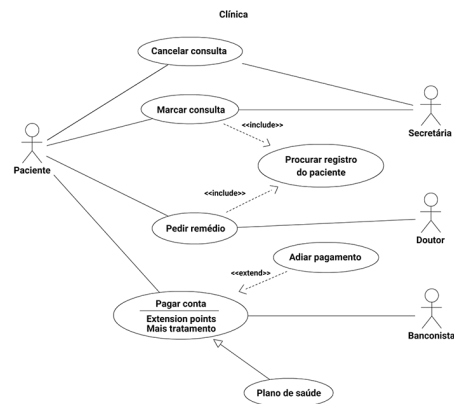 Clínica
Cancelar consulta
Marcar consulta
<<include>>
Secretária
Paciente
Procurar registro
do paciente
<<include>>
Pedir remédio
Doutor
Adiar pagamento
<<extend>>
Pagar conta
Extension points
Mais tratamento
Banconista
Plano de saúde